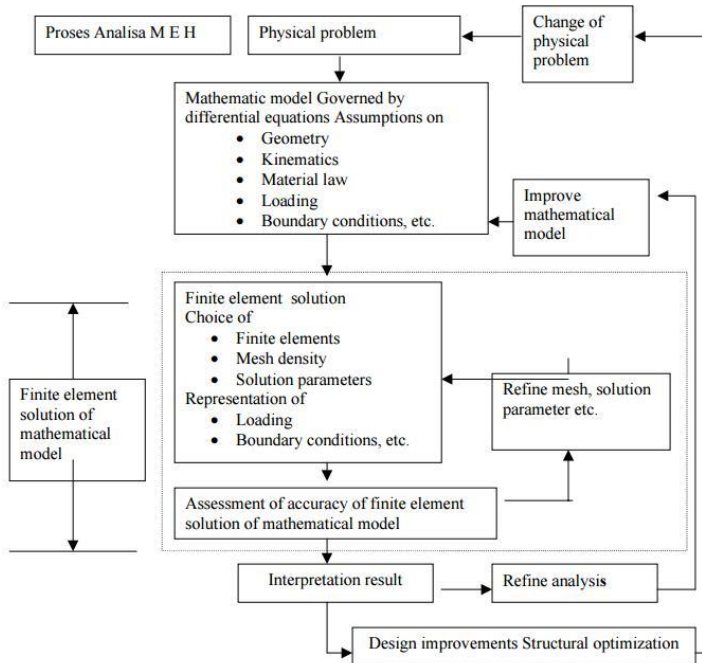 Proses Analisa M E H
Physical problem
Change of
physical
problem
Mathematic model Governed by
differential equations Assumptions on
• Geometry
• Kinematics
• Material law
• Loading
• Boundary conditions, etc.
Improve
mathematical
model
Finite element solution
Choice of
• Finite elements
• Mesh density
• Solution parameters
Representation of
• Loading
• Boundary conditions, etc.
Refine mesh, solution
parameter etc.
Finite element
solution of
mathematical
model
Assessment of accuracy of finite element
solution of mathematical model
Interpretation result
Refine analysis
Design improvements Structural optimization